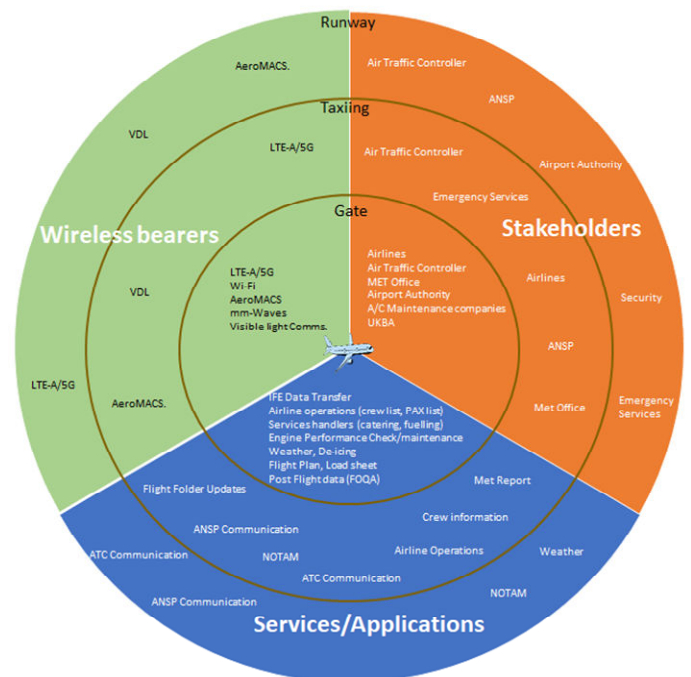 Runway
AeroMACS.
Air Traffic Controller
ANSP
VDL
Taxiing
LTE-A/5G
Air Traffic Controller
Airport Authority
Emergency Services
Gate
Wireless bearers
Stakeholders
LTE-A/5G
Wi-Fi
AeroMACS
mm-Waves
Visible light Comms.
Airlines
Air Traffic Controller
MET Office
Airport Authority
A/C Maintenance companies
UKBA
Airlines
VDL
Security
ANSP
LTE-A/5G
AeroMACS.
Met Office
Emergency
Services
IFE Data Transfer
Airline operations (crew list, PAX list)
Services handlers (catering, fuelling)
Engine Performance Check/maintenance
Weather, De-icing
Flight Plan, Load sheet
Post Flight data (FOQA)
Flight Folder Updates
Met Report
Crew information
ANSP Communication
ATC Communication
NOTAM
Airline Operations
Weather
ATC Communication
NOTAM
ANSP Communication
Services/Applications